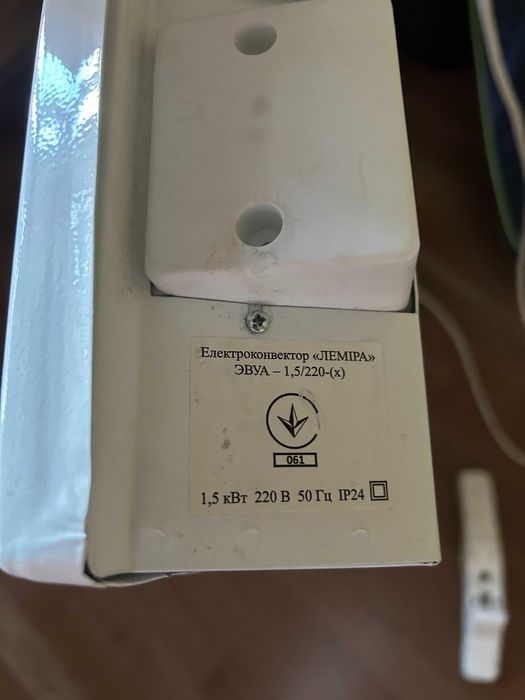 Електроконвектор «ЛЕМІРА»
ЭВУА – 1,5/220-(х)
061
1,5 кВт 220 В 50 Гц IP24